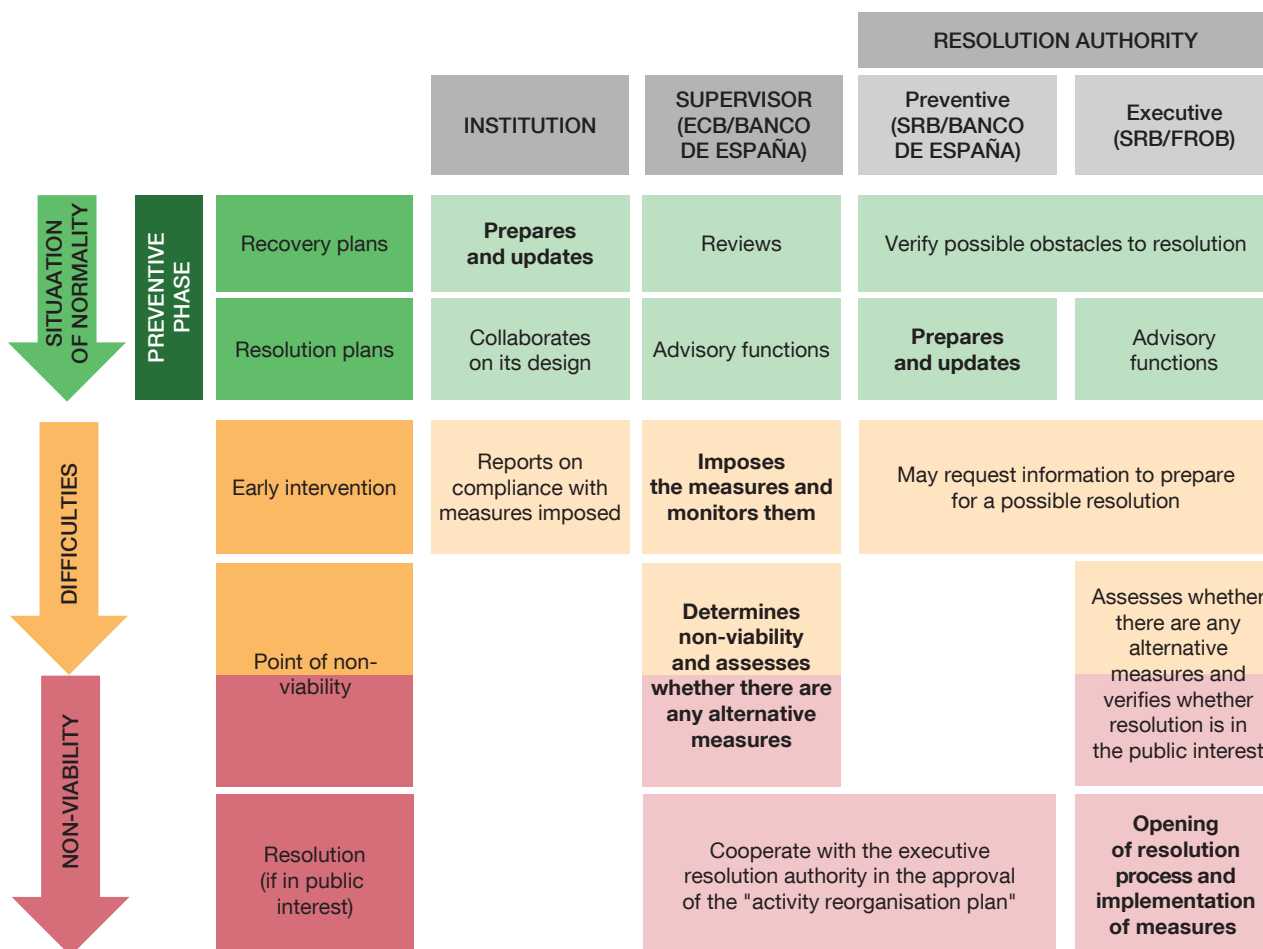 RESOLUTION AUTHORITY
INSTITUTION
SUPERVISOR
(ECB/BANCO
DE ESPAÑA)
Preventive
(SRB/BANCO
DE ESPAÑA)
Executive
(SRB/FROB)
SITUAATION
OF NORMALITY
PREVENTIVE
PHASE
Recovery plans
Prepares
and updates
Reviews
Verify possible obstacles to resolution
Resolution plans
Collaborates
on its design
Advisory functions
Prepares
and updates
Advisory
functions
DIFFICULTIES
Early intervention
Reports on
compliance with
measures imposed
Imposes
the measures and
monitors them
May request information to prepare
for a possible resolution
Point of non-
viability
Determines
non-viability
and assesses
whether there are
any alternative
measures
Assesses whether
there are any
alternative
measures and
verifies whether
resolution is in
the public interest
NON-VIABILITY
Resolution
(if in public
interest)
Cooperate with the executive
resolution authority in the approval
of the "activity reorganisation plan"
Opening
of resolution
process and
implementation
of measures